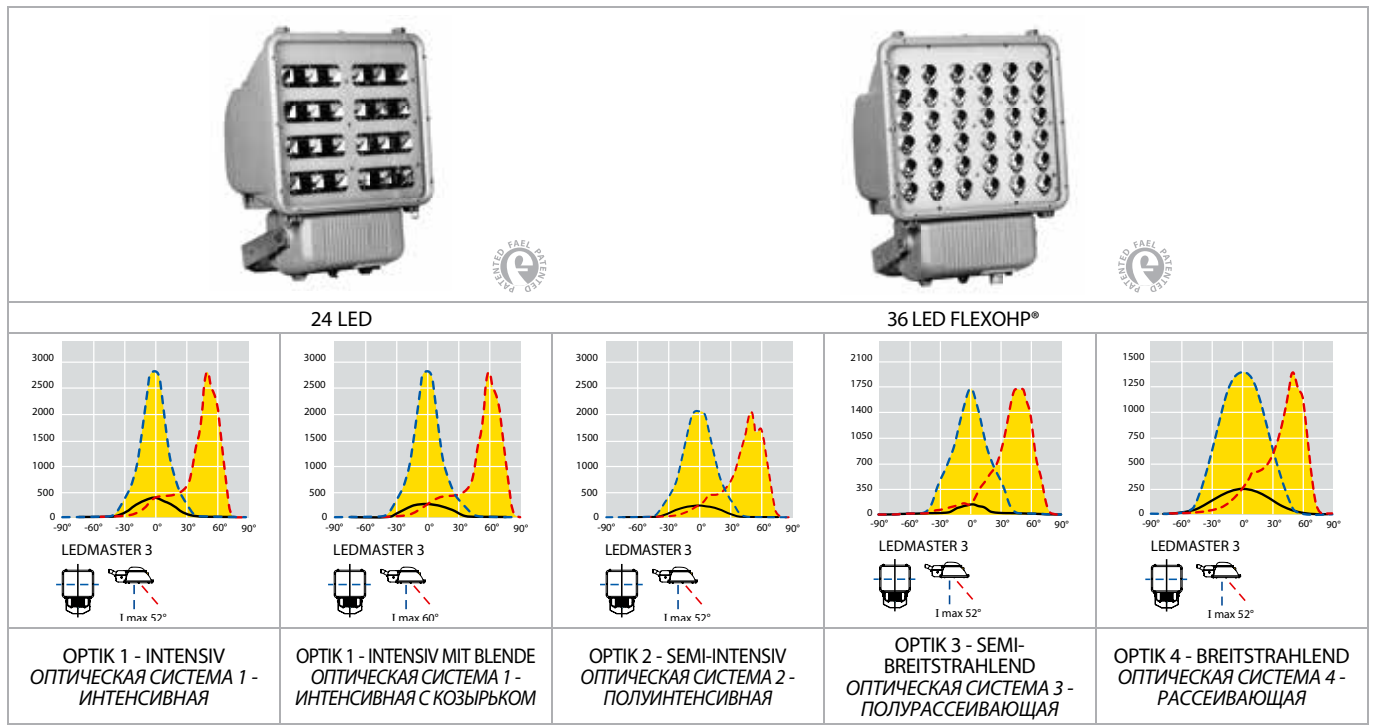 FAEL PATENTED PATENTED
FAEL PATENTED PATENTED
24 LED
36 LED FLEXOHP®
3000
2500
2000
1500
1000
500
0
-90° -60° -30° 0° 30° 60° 90°
LEDMASTER 3
I max 52°
3000
2500
2000
1500
1000
500
0
-90° -60° -30° 0° 30° 60° 90°
LEDMASTER 3
I max 60°
3000
2500
2000
1500
1000
500
0
-90° -60° -30° 0° 30° 60° 90°
LEDMASTER 3
I max 52°
2100
1750
1400
1050
700
350
0
-90° -60° -30° 0° 30° 60° 90°
LEDMASTER 3
I max 52°
1500
1250
1000
750
500
250
0
-90° -60° -30° 0° 30° 60° 90°
LEDMASTER 3
I max 52°
OPTIK 1 - INTENSIV
ОПТИЧЕСКАЯ СИСТЕМА 1 -
ИНТЕНСИВНАЯ
OPTIK 1 - INTENSIV MIT BLENDE
ОПТИЧЕСКАЯ СИСТЕМА 1 -
ИНТЕНСИВНАЯ С КОЗЫРЬКОМ
OPTIK 2 - SEMI-INTENSIV
ОПТИЧЕСКАЯ СИСТЕМА 2 -
ПОЛУИНТЕНСИВНАЯ
OPTIK 3 - SEMI-
BREITSTRAHLEND
ОПТИЧЕСКАЯ СИСТЕМА 3 -
ПОЛУРАССЕИВАЮЩАЯ
OPTIK 4 - BREITSTRAHLEND
ОПТИЧЕСКАЯ СИСТЕМА 4 -
РАССЕИВАЮЩАЯ